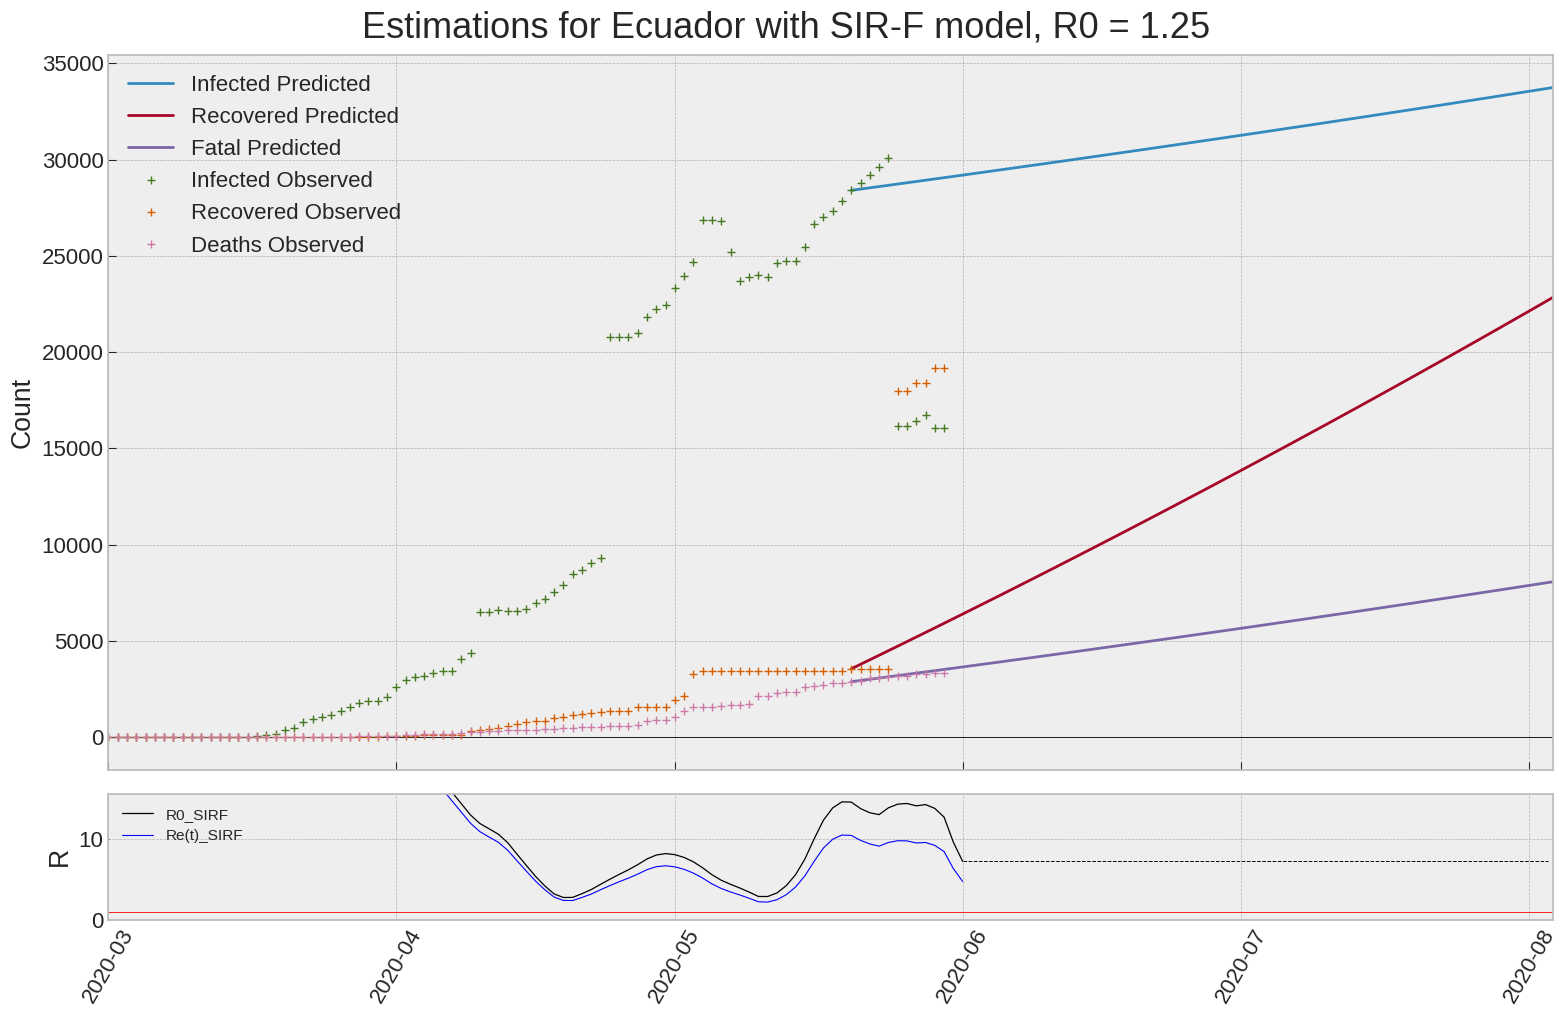 Estimations for Ecuador with SIR-F model, R0 = 1.25
35000
30000
25000
20000
15000
10000
5000
0
Count
Infected Predicted
Recovered Predicted
Fatal Predicted
Infected Observed
Recovered Observed
Deaths Observed
10
0
R
R0_SIRF
Re(t)_SIRF
2020-03
2020-04
2020-05
2020-06
2020-07
2020-08